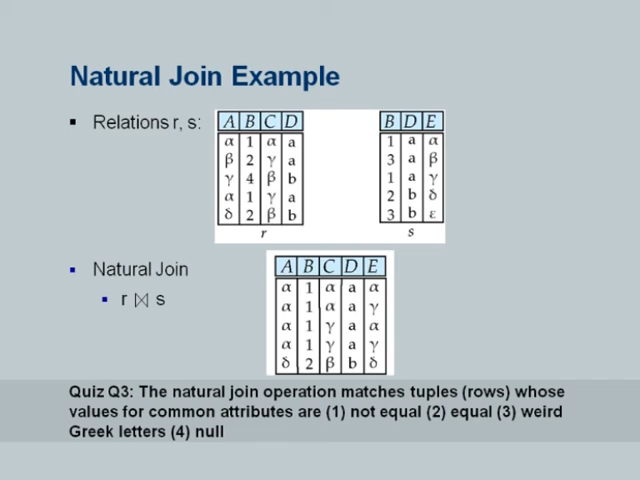 Natural Join Example
▪ Relations r, s:
A B C D
α 1 α a
β 2 γ a
γ 4 β b
α 1 γ a
δ 2 β b
r
B D E
1 a α
3 a β
1 a γ
2 b δ
3 b ε
s
▪ Natural Join
▪ r ⋈ s
A B C D E
α 1 α a α
α 1 α a γ
α 1 γ a α
α 1 γ a γ
δ 2 β b δ
Quiz Q3: The natural join operation matches tuples (rows) whose
values for common attributes are (1) not equal (2) equal (3) weird
Greek letters (4) null